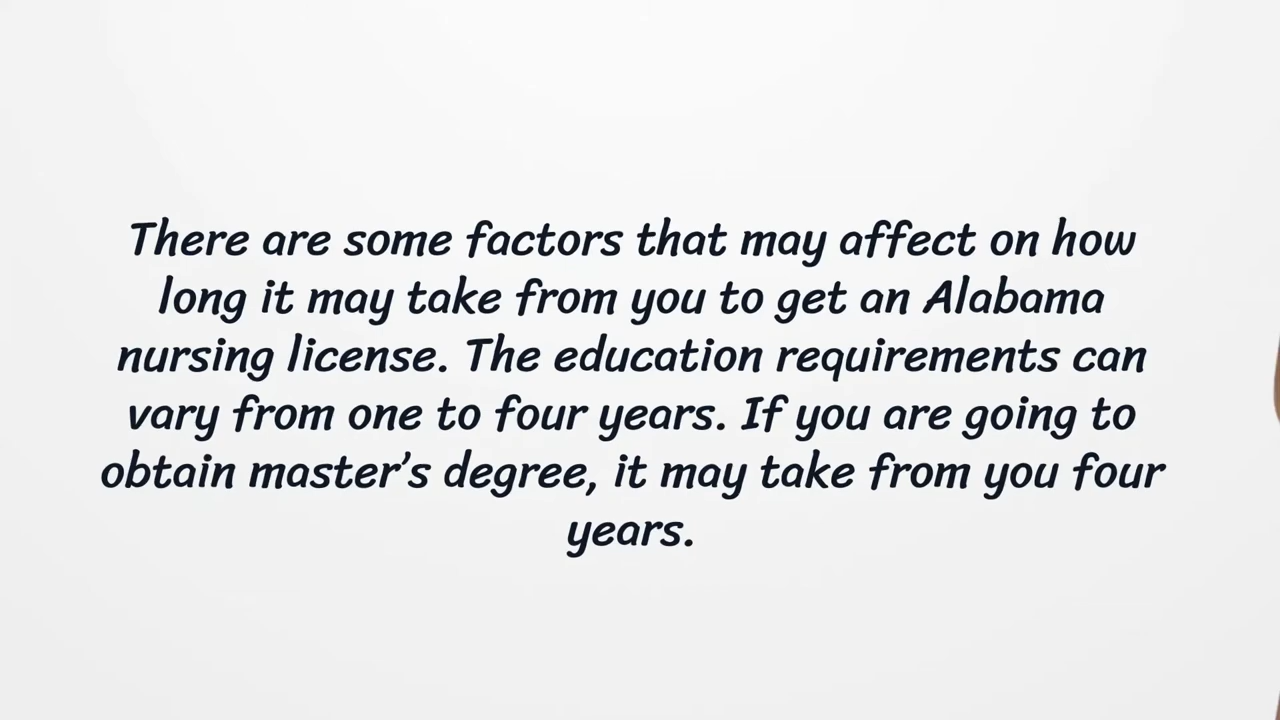 There are some factors that may affect on how
long it may take from you to get an Alabama
nursing license. The education requirements can
vary from one to four years. If you are going to
obtain master’s degree, it may take from you four
years.